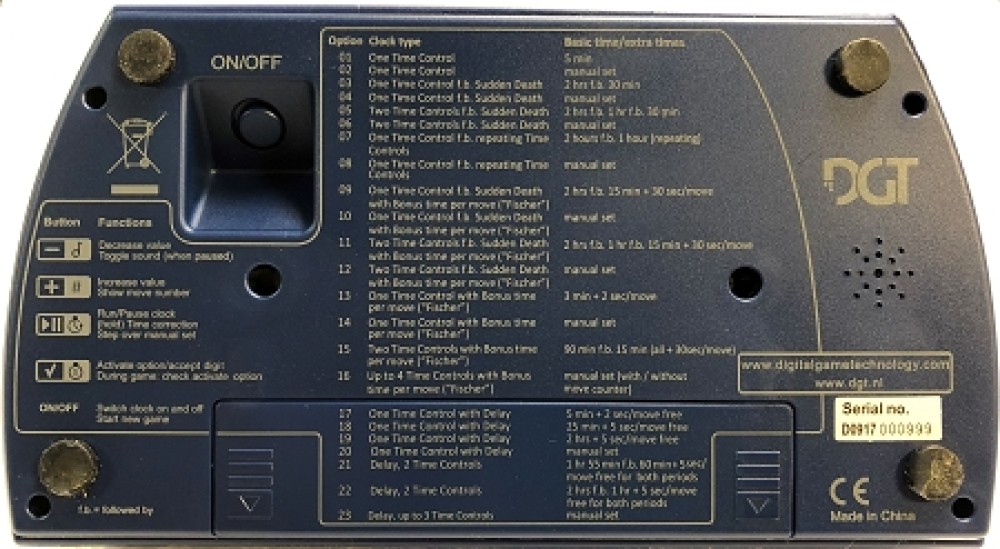 ON/OFF
Option Clock type Basic time/extra times
01 One Time Control 5 min
02 One Time Control manual set
03 One Time Control f.b. Sudden Death 2 hrs f.b. 30 min
04 One Time Control f.b. Sudden Death manual set
05 Two Time Controls f.b. Sudden Death 2 hrs f.b. 1 hr f.b. 30 min
06 Two Time Controls f.b. Sudden Death manual set
07 One Time Control f.b. repeating Time 2 hours f.b. 1 hour (repeating)
Controls
08 One Time Control f.b. repeating Time manual set
Controls
09 One Time Control f.b. Sudden Death 2 hrs f.b. 15 min + 30 sec/move
with Bonus time per move ("Fischer")
10 One Time Control f.b. Sudden Death manual set
with Bonus time per move ("Fischer")
11 Two Time Controls f.b. Sudden Death 2 hrs f.b. 1 hr f.b. 15 min + 30 sec/move
with Bonus time per move ("Fischer")
12 Two Time Controls f.b. Sudden Death manual set
with Bonus time per move ("Fischer")
13 One Time Control with Bonus time 3 min + 2 sec/move
per move ("Fischer")
14 One Time Control with Bonus time manual set
per move ("Fischer")
15 Two Time Controls with Bonus time 90 min f.b. 15 min (all + 30sec/move)
per move ("Fischer")
16 Up to 4 Time Controls with Bonus manual set (with / without
time per move ("Fischer") move counter)
17 One Time Control with Delay 5 min + 2 sec/move free
18 One Time Control with Delay 25 min + 5 sec/move free
19 One Time Control with Delay 2 hrs + 5 sec/move free
20 One Time Control with Delay manual set
21 Delay, 2 Time Controls 1 hr 55 min f.b. 60 min + 5 sec/
move free for both periods
22 Delay, 2 Time Controls 2 hrs f.b. 1 hr + 5 sec/move
free for both periods
23 Delay, up to 3 Time Controls manual set
Button Functions
– ♪ Decrease value
Toggle sound (when paused)
+ # Increase value
Show move number
Run/Pause clock
(hold) Time correction
Step over manual set
✓ Activate option/accept digit
During game: check activate option
ON/OFF Switch clock on and off
Start new game
f.b. = followed by
DGT
www.digitalgametechnology.com
www.dgt.nl
Serial no.
D0917 000999
CE
Made in China